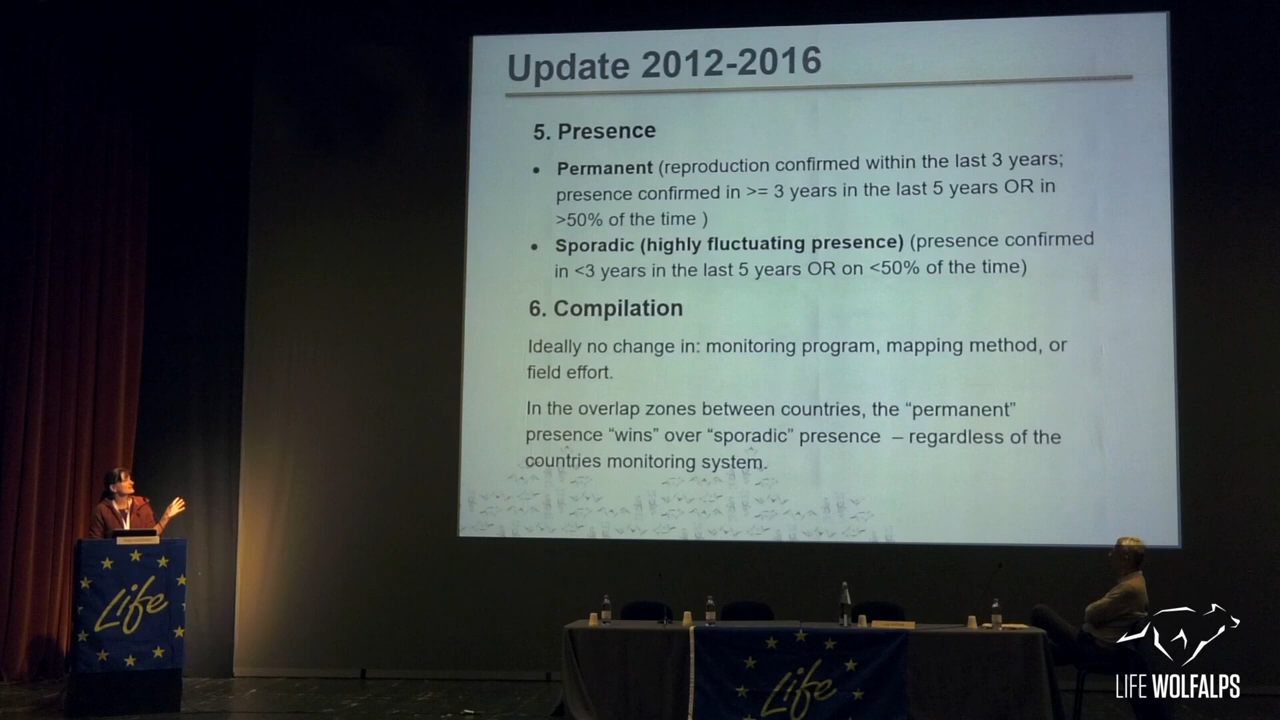 Update 2012-2016
5. Presence
• Permanent (reproduction confirmed within the last 3 years;
presence confirmed in >= 3 years in the last 5 years OR in
>50% of the time )
• Sporadic (highly fluctuating presence) (presence confirmed
in <3 years in the last 5 years OR on <50% of the time)
6. Compilation
Ideally no change in: monitoring program, mapping method, or
field effort.
In the overlap zones between countries, the “permanent”
presence “wins” over “sporadic” presence – regardless of the
countries monitoring system.
Life
Life
LIFE WOLFALPS